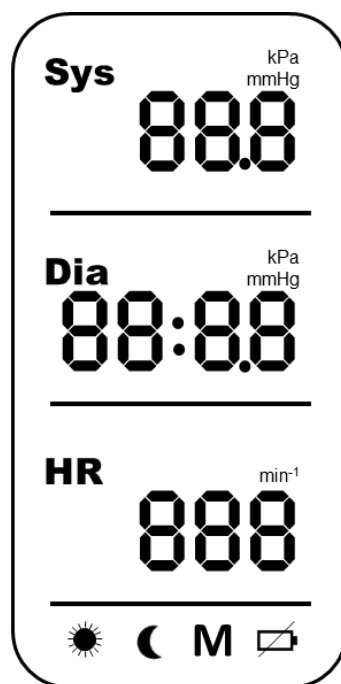 Sys kPa
mmHg
88.8
Dia kPa
mmHg
88:8.8
HR min⁻¹
888
M